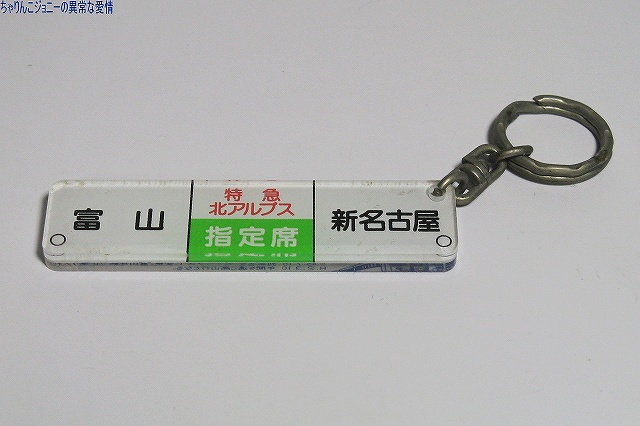 ちゃりんこジョニーの異常な愛情
富山
特急
北アルプス
指定席
新名古屋